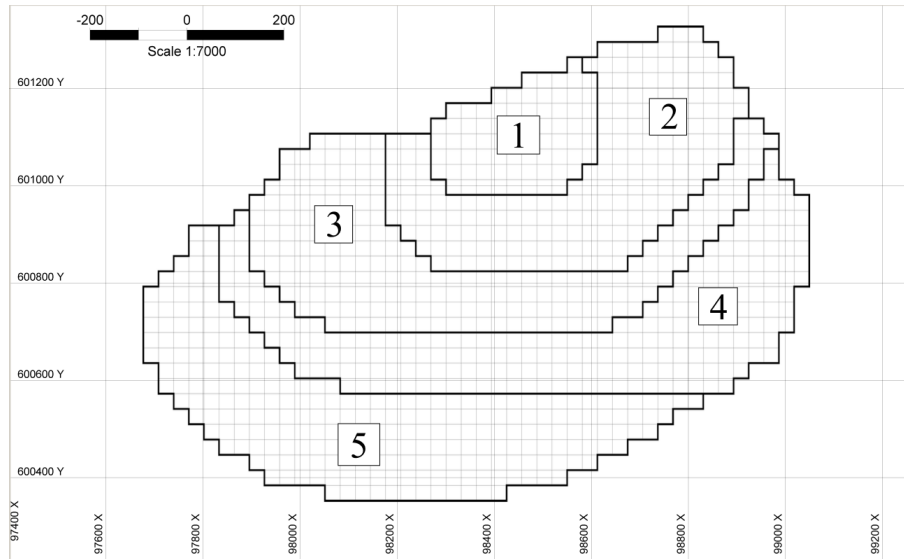 -200 0 200
Scale 1:7000
601200 Y
601000 Y
600800 Y
600600 Y
600400 Y
1
2
3
4
5
97400 X
97600 X
97800 X
98000 X
98200 X
98400 X
98600 X
98800 X
99000 X
99200 X